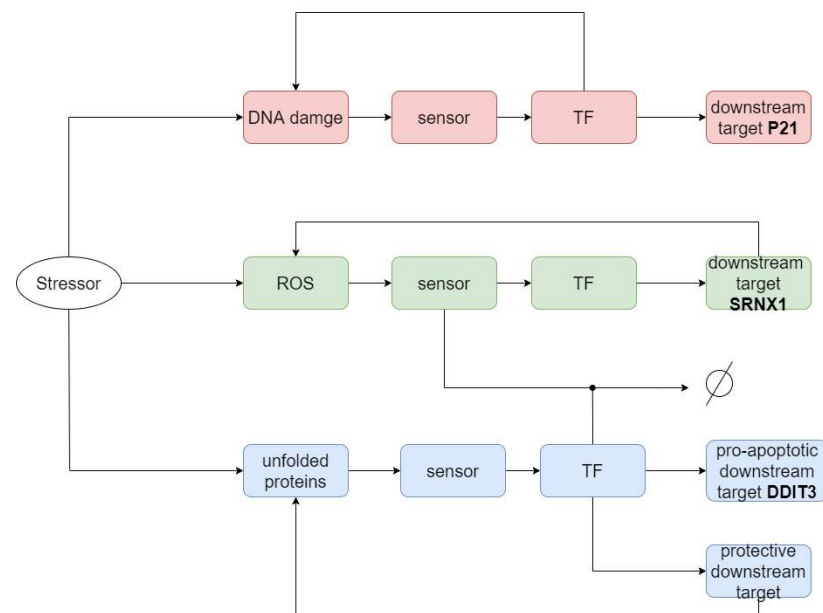 DNA damge
sensor
TF
downstream
target P21
Stressor
ROS
sensor
TF
downstream
target
SRNX1
∅
unfolded
proteins
sensor
TF
pro-apoptotic
downstream
target DDIT3
protective
downstream
target